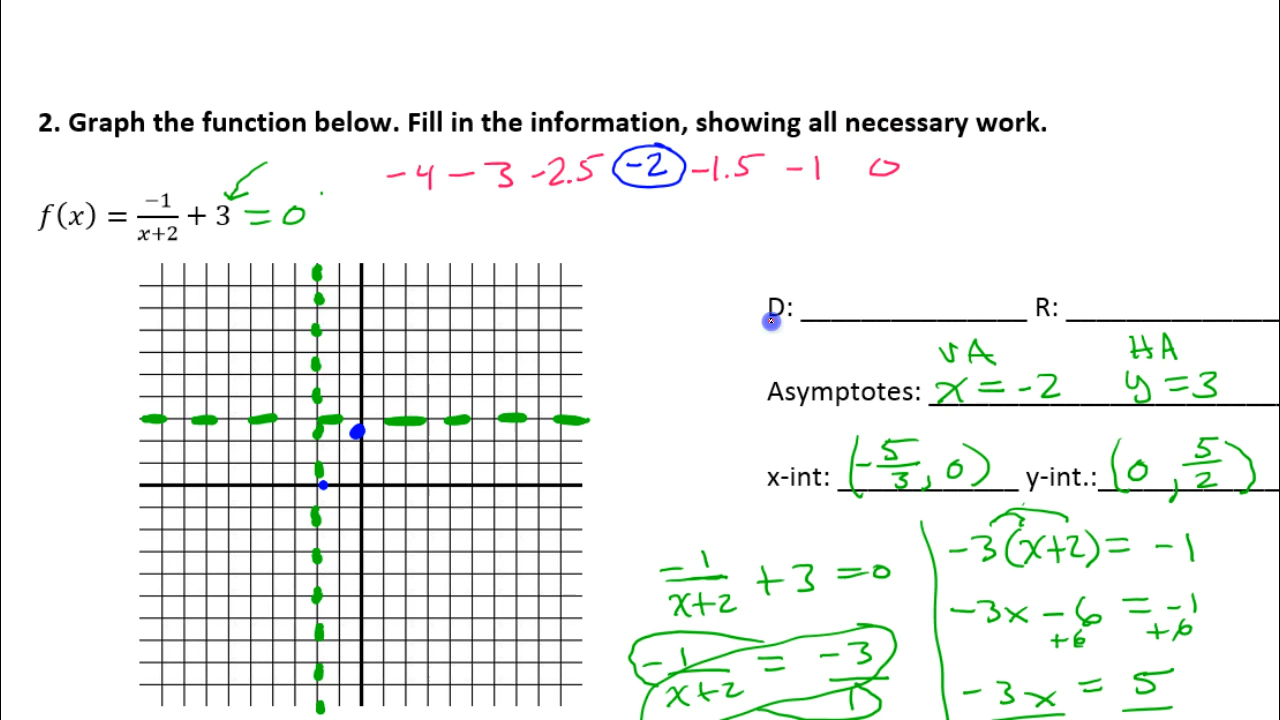 2. Graph the function below. Fill in the information, showing all necessary work.
-4 -3 -2.5 -2 -1.5 -1 0
f(x) = -1/(x+2) + 3 = 0
D: ______________ R: ______________
VA HA
Asymptotes: x = -2 y = 3
x-int: (-5/3, 0) y-int.: (0, 5/2)
-1/(x+2) + 3 = 0
-1/(x+2) = -3/1
-3(x+2) = -1
-3x - 6 = -1
+6 +6
-3x = 5